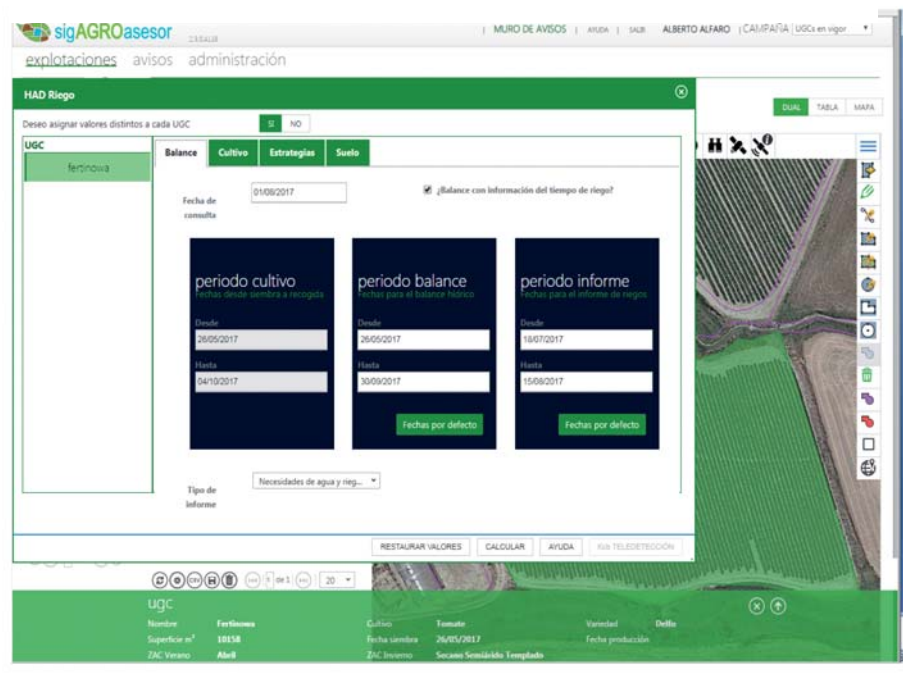 sigAGROasesor
| MURO DE AVISOS | AYUDA | SALIR ALBERTO ALFARO | CAMPAÑA UGCs en vigor
explotaciones avisos administración
HAD Riego
DUAL TABLA MAPA
Deseo asignar valores distintos a cada UGC SI NO
UGC
fertinowa
Balance Cultivo Estrategias Suelo
Fecha de
consulta
01/08/2017
¿Balance con información del tiempo de riego?
periodo cultivo
Fechas desde siembra a recogida
Desde
26/05/2017
Hasta
04/10/2017
periodo balance
Fechas para el balance hídrico
Desde
26/05/2017
Hasta
30/09/2017
Fechas por defecto
periodo informe
Fechas para el informe de riegos
Desde
18/07/2017
Hasta
15/08/2017
Fechas por defecto
Tipo de
informe
Necesidades de agua y rieg...
RESTAURAR VALORES CALCULAR AYUDA Kcb TELEDETECCIÓN
1 de 1 20
ugc
Nombre Fertinowa Cultivo Tomate Variedad Delfo
Superficie m² 10158 Fecha siembra 26/05/2017 Fecha producción
ZAC Verano Abril ZAC Invierno Secano Semiárido Templado